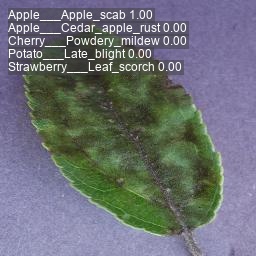 Apple___Apple_scab 1.00
Apple___Cedar_apple_rust 0.00
Cherry___Powdery_mildew 0.00
Potato___Late_blight 0.00
Strawberry___Leaf_scorch 0.00